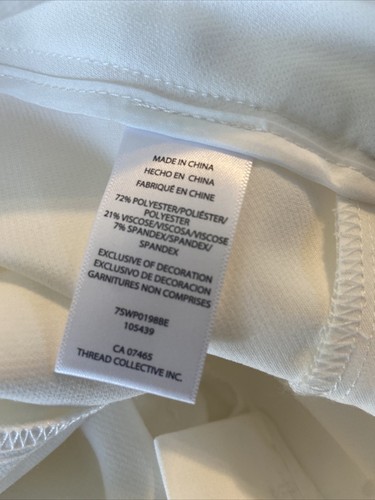 MADE IN CHINA
HECHO EN CHINA
FABRIQUÉ EN CHINE
72% POLYESTER/POLIÉSTER/
POLYESTER
21% VISCOSE/VISCOSA/VISCOSE
7% SPANDEX/SPANDEX/
SPANDEX
EXCLUSIVE OF DECORATION
EXCLUSIVO DE DECORACIÓN
GARNITURES NON COMPRISES
7SWP0198BE
105439
CA 07465
THREAD COLLECTIVE INC.